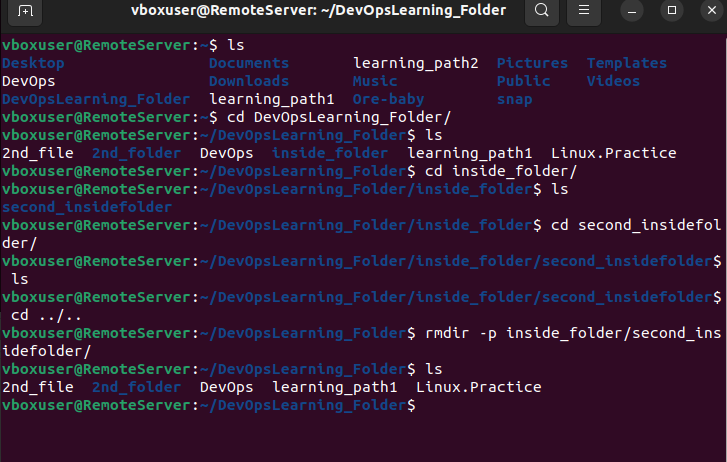 vboxuser@RemoteServer: ~/DevOpsLearning_Folder
vboxuser@RemoteServer:~$ ls
Desktop Documents learning_path2 Pictures Templates
DevOps Downloads Music Public Videos
DevOpsLearning_Folder learning_path1 Ore-baby snap
vboxuser@RemoteServer:~$ cd DevOpsLearning_Folder/
vboxuser@RemoteServer:~/DevOpsLearning_Folder$ ls
2nd_file 2nd_folder DevOps inside_folder learning_path1 Linux.Practice
vboxuser@RemoteServer:~/DevOpsLearning_Folder$ cd inside_folder/
vboxuser@RemoteServer:~/DevOpsLearning_Folder/inside_folder$ ls
second_insidefolder
vboxuser@RemoteServer:~/DevOpsLearning_Folder/inside_folder$ cd second_insidefol
der/
vboxuser@RemoteServer:~/DevOpsLearning_Folder/inside_folder/second_insidefolder$
ls
vboxuser@RemoteServer:~/DevOpsLearning_Folder/inside_folder/second_insidefolder$
cd ../..
vboxuser@RemoteServer:~/DevOpsLearning_Folder$ rmdir -p inside_folder/second_ins
idefolder/
vboxuser@RemoteServer:~/DevOpsLearning_Folder$ ls
2nd_file 2nd_folder DevOps learning_path1 Linux.Practice
vboxuser@RemoteServer:~/DevOpsLearning_Folder$